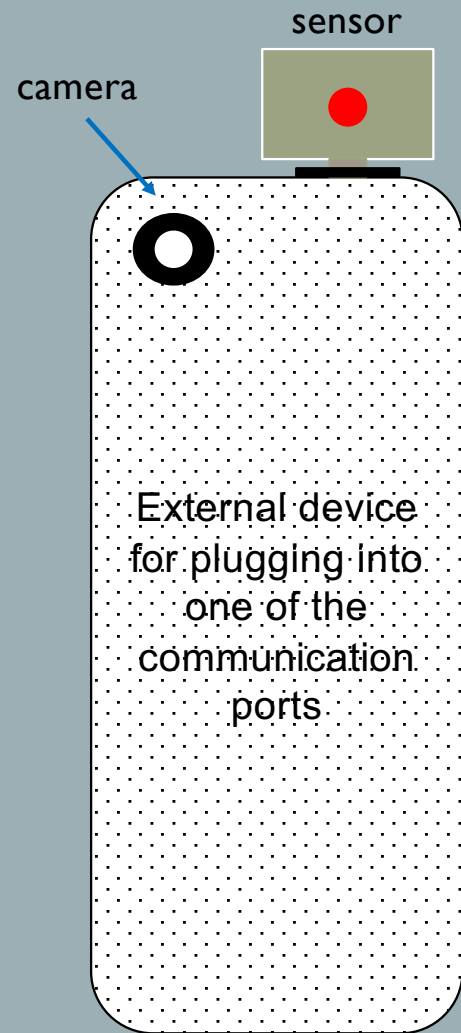 sensor
camera
External device
for plugging into
one of the
communication
ports